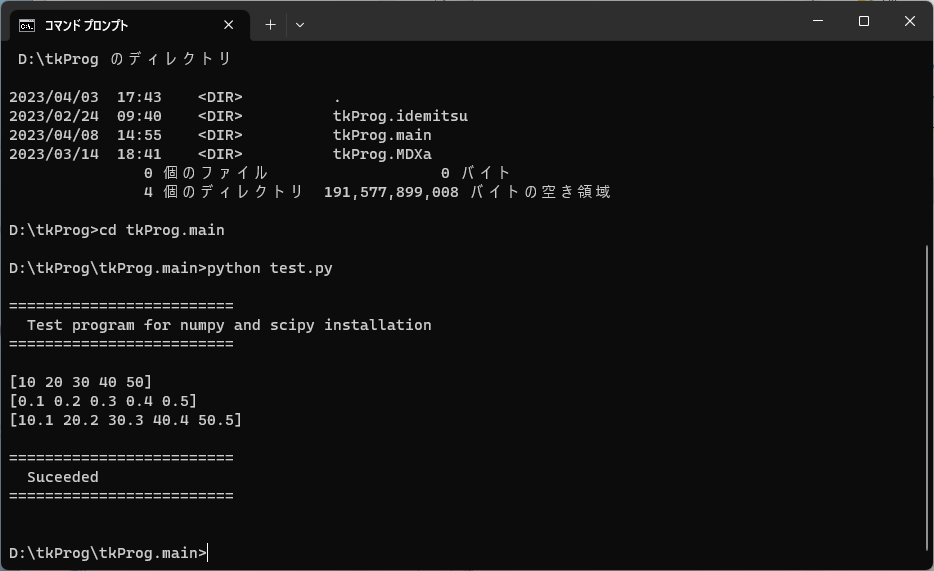 コマンド プロンプト
D:\tkProg のディレクトリ
2023/04/03  17:43    <DIR>          .
2023/02/24  09:40    <DIR>          tkProg.idemitsu
2023/04/08  14:55    <DIR>          tkProg.main
2023/03/14  18:41    <DIR>          tkProg.MDXa
0 個のファイル                   0 バイト
4 個のディレクトリ  191,577,899,008 バイトの空き領域
D:\tkProg>cd tkProg.main
D:\tkProg\tkProg.main>python test.py
=========================
Test program for numpy and scipy installation
=========================
[10 20 30 40 50]
[0.1 0.2 0.3 0.4 0.5]
[10.1 20.2 30.3 40.4 50.5]
=========================
Suceeded
=========================
D:\tkProg\tkProg.main>